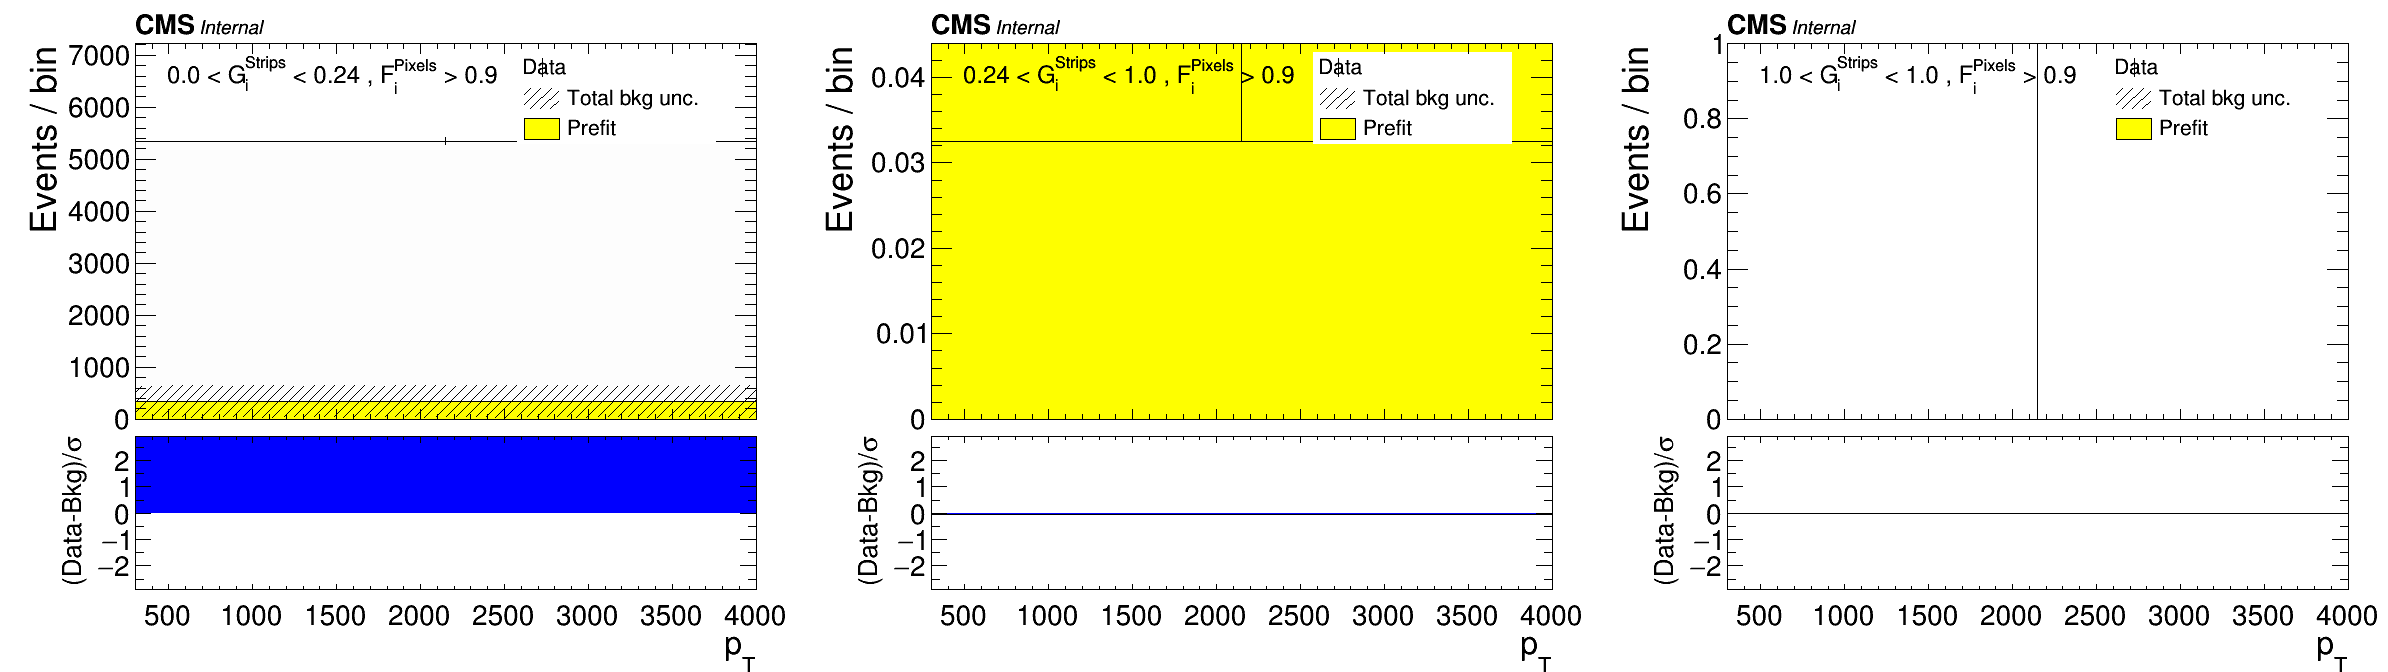 CMS Internal
Events / bin
7000
6000
5000
4000
3000
2000
1000
0
0.0 < G_i^Strips < 0.24 , F_i^Pixels > 0.9
Data
Total bkg unc.
Prefit
(Data-Bkg)/σ
2
1
0
−1
−2
500 1000 1500 2000 2500 3000 3500 4000
p_T
CMS Internal
Events / bin
0.04
0.03
0.02
0.01
0
0.24 < G_i^Strips < 1.0 , F_i^Pixels > 0.9
Data
Total bkg unc.
Prefit
(Data-Bkg)/σ
2
1
0
−1
−2
500 1000 1500 2000 2500 3000 3500 4000
p_T
CMS Internal
Events / bin
1
0.8
0.6
0.4
0.2
0
1.0 < G_i^Strips < 1.0 , F_i^Pixels > 0.9
Data
Total bkg unc.
Prefit
(Data-Bkg)/σ
2
1
0
−1
−2
500 1000 1500 2000 2500 3000 3500 4000
p_T